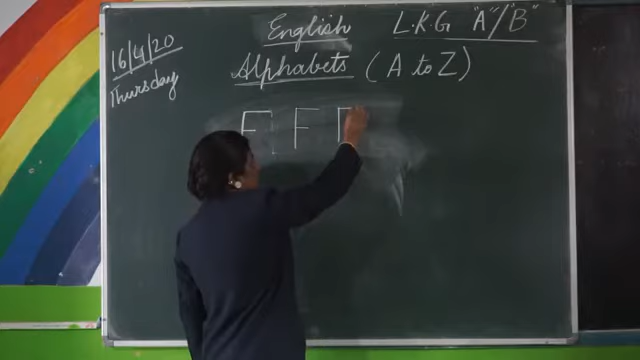 16/4/20
Thursday
English L.K.G "A"/"B"
Alphabets (A to Z)
E F